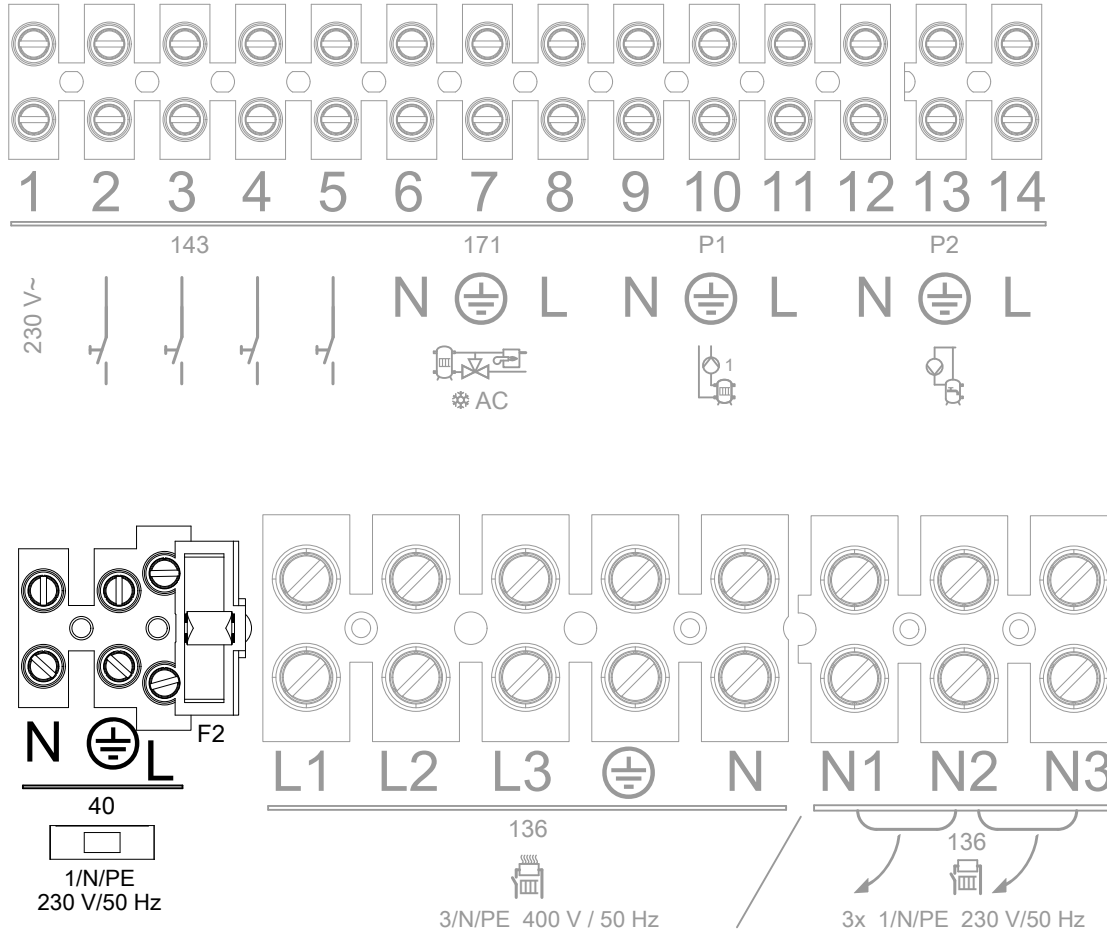 1 2 3 4 5 6 7 8 9 10 11 12 13 14
143 171 P1 P2
230 V~
N L N L N L
1
AC
F2
N L
40
1/N/PE
230 V/50 Hz
L1 L2 L3 N
136
3/N/PE 400 V / 50 Hz
N1 N2 N3
136
3x 1/N/PE 230 V/50 Hz